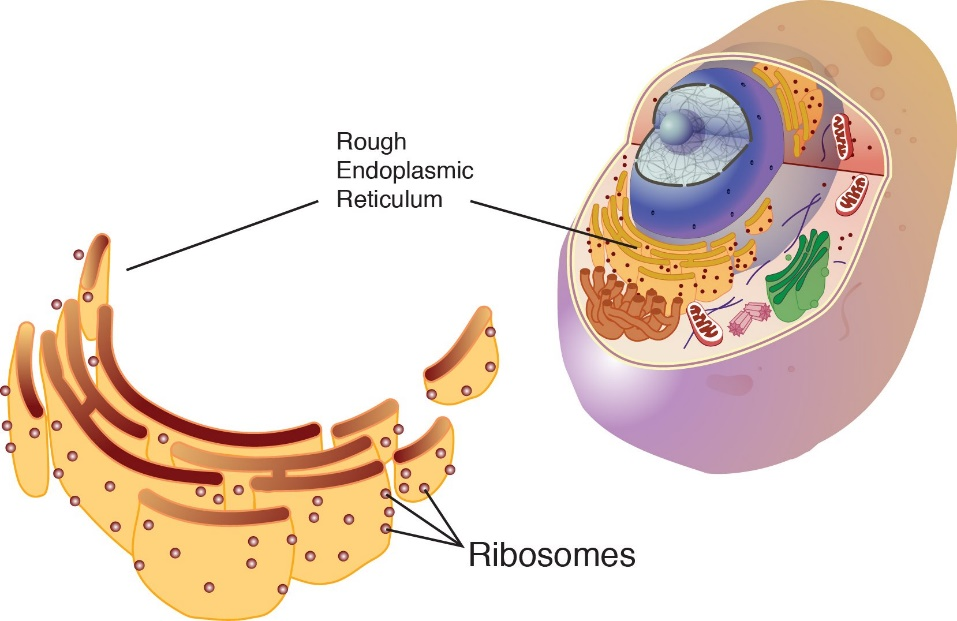 Rough
Endoplasmic
Reticulum
Ribosomes